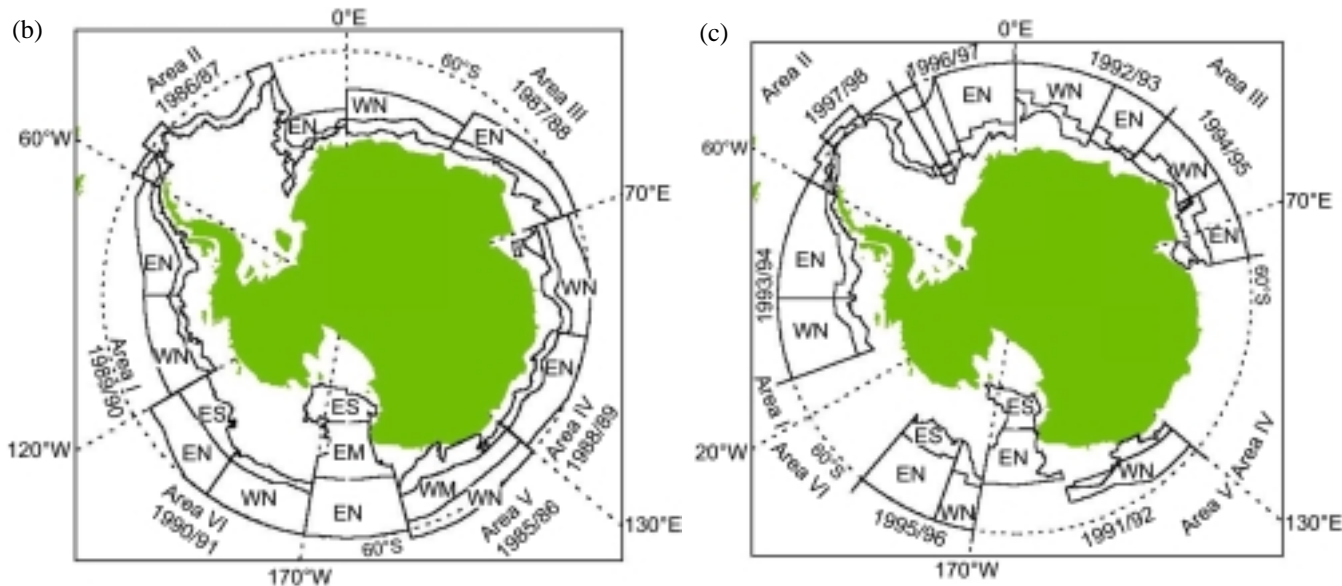 (b)
0°E
60°S
Area II
1986/87
Area III
1987/88
60°W
EN
WN
EN
70°E
EN
WN
WN
EN
Area I
1989/90
ES
ES
Area IV
1988/89
120°W
EN
EM
WN
WM
WN
EN
Area VI
1990/91
Area V
1985/86
60°S
130°E
170°W
(c)
0°E
Area II
1997/98
1996/97
1992/93
Area III
1994/95
EN
WN
EN
60°W
WN
70°E
EN
EN
1993/94
60°S
WN
Area I
ES
ES
20°W
60°S
Area VI
EN
EN
WN
Area IV
Area V
WN
1995/96
1991/92
130°E
170°W